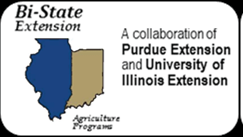 Bi-State
Extension
A collaboration of
Purdue Extension
and University of
Illinois Extension
Agriculture
Programs